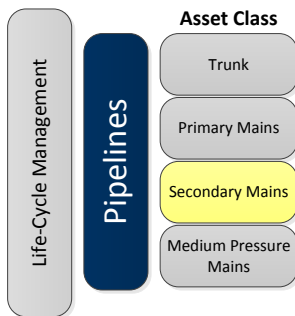 Asset Class
Life-Cycle Management
Pipelines
Trunk
Primary Mains
Secondary Mains
Medium Pressure
Mains